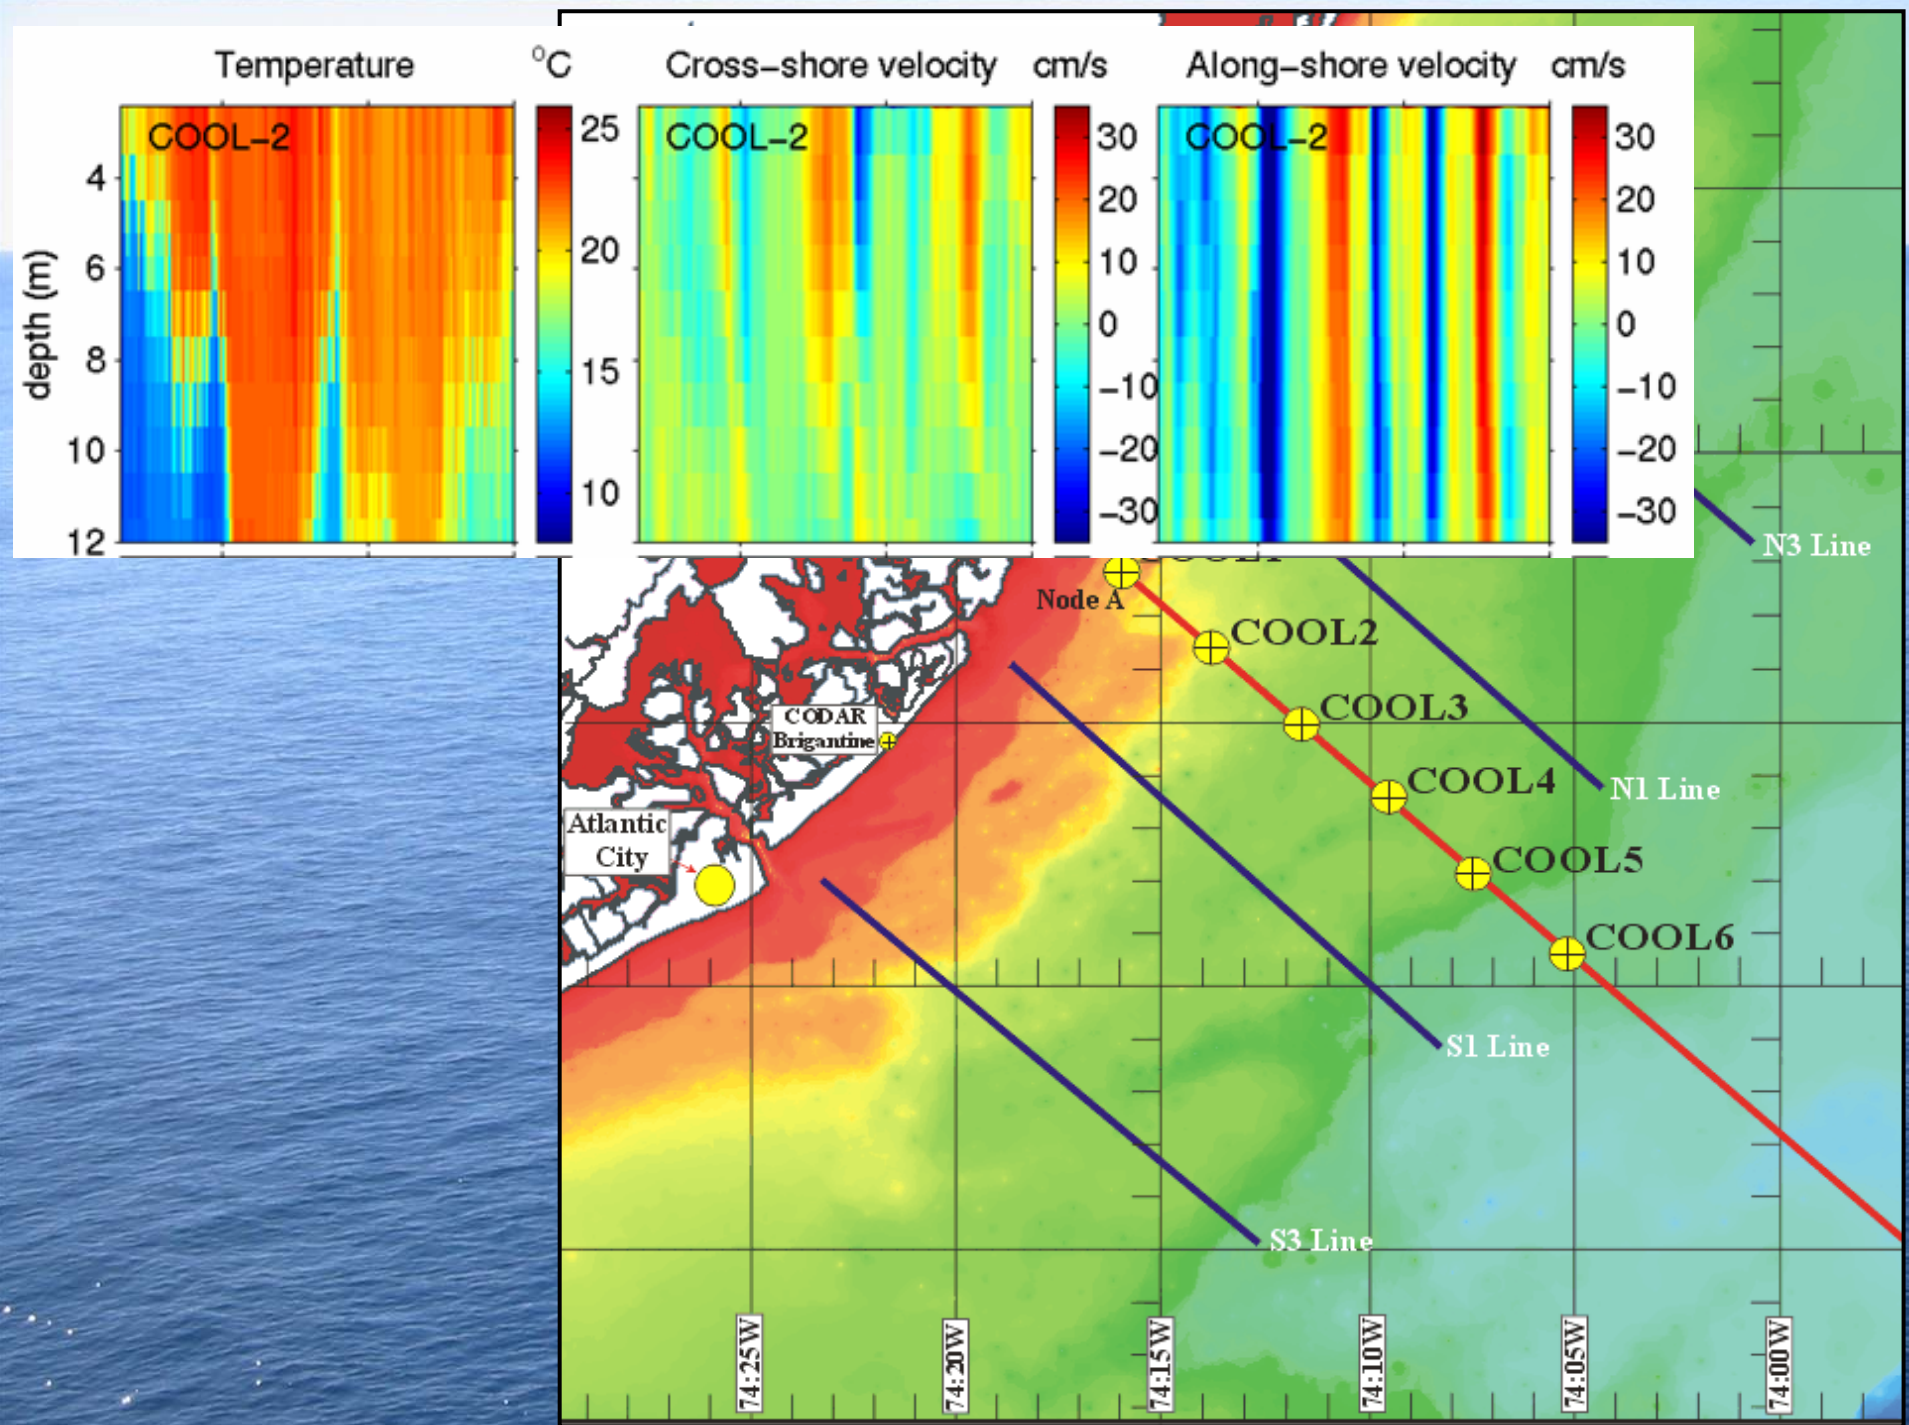 Temperature
°C
Cross-shore velocity
cm/s
Along-shore velocity
cm/s
COOL-2
COOL-2
COOL-2
depth (m)
4
6
8
10
12
25
20
15
10
30
20
10
0
-10
-20
-30
30
20
10
0
-10
-20
-30
N3 Line
Node A
COOL2
COOL3
CODAR
Brigantine
COOL4
N1 Line
Atlantic
City
COOL5
COOL6
S1 Line
S3 Line
74:25W
74:20W
74:15W
74:10W
74:05W
74:00W